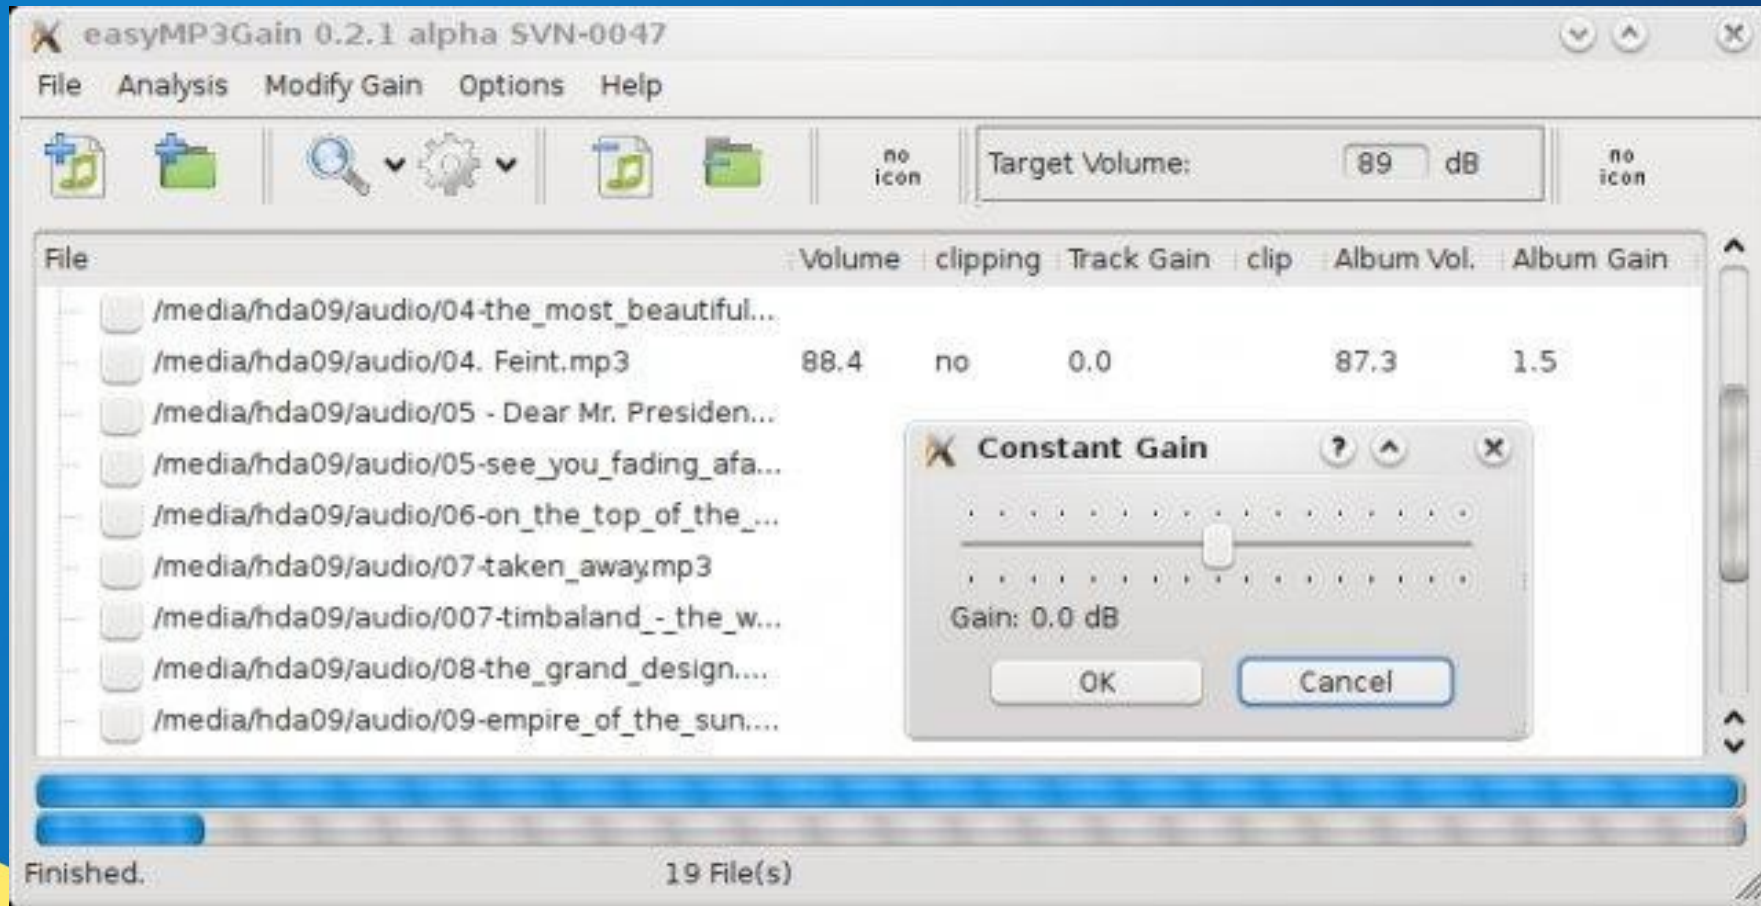 easyMP3Gain 0.2.1 alpha SVN-0047
File Analysis Modify Gain Options Help
no icon Target Volume: 89 dB no icon
File Volume clipping Track Gain clip Album Vol. Album Gain
/media/hda09/audio/04-the_most_beautiful...
/media/hda09/audio/04. Feint.mp3 88.4 no 0.0 87.3 1.5
/media/hda09/audio/05 - Dear Mr. Presiden...
/media/hda09/audio/05-see_you_fading_afa...
/media/hda09/audio/06-on_the_top_of_the_...
/media/hda09/audio/07-taken_away.mp3
/media/hda09/audio/007-timbaland_-_the_w...
/media/hda09/audio/08-the_grand_design....
/media/hda09/audio/09-empire_of_the_sun....
Constant Gain ?
Gain: 0.0 dB
OK Cancel
Finished. 19 File(s)